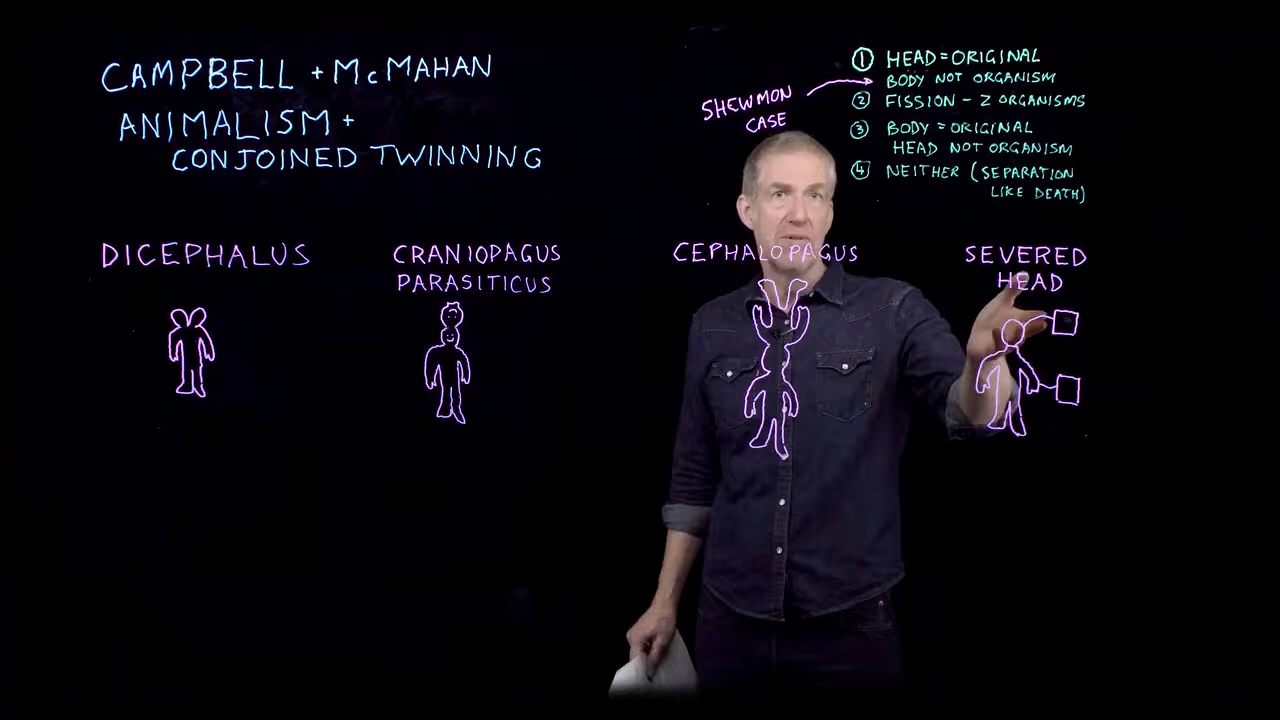 CAMPBELL + McMAHAN
ANIMALISM +
CONJOINED TWINNING
SHEWMON
CASE
① HEAD = ORIGINAL
BODY NOT ORGANISM
② FISSION - 2 ORGANISMS
③ BODY = ORIGINAL
HEAD NOT ORGANISM
④ NEITHER (SEPARATION
LIKE DEATH)
DICEPHALUS
CRANIOPAGUS
PARASITICUS
CEPHALOPAGUS
SEVERED
HEAD